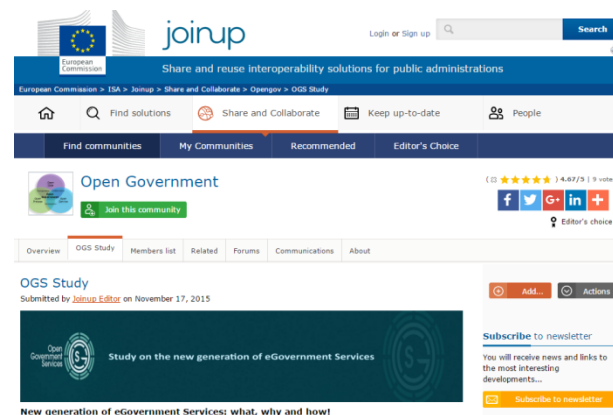 joinup
Login or Sign up
Search
European
Commission
Share and reuse interoperability solutions for public administrations
European Commission > ISA > Joinup > Share and Collaborate > Opengov > OGS Study
Find solutions
Share and Collaborate
Keep up-to-date
People
Find communities
My Communities
Recommended
Editor's Choice
Open Government
( 4.67/5 | 9 vote
Join this community
Editor's choice
Overview
OGS Study
Members list
Related
Forums
Communications
About
OGS Study
Submitted by Joinup Editor on November 17, 2015
Add...
Actions
Open
Government
Services
Study on the new generation of eGovernment Services
Subscribe to newsletter
You will receive news and links to
the most interesting
developments...
Subscribe to newsletter
New generation of eGovernment Services: what, why and how!